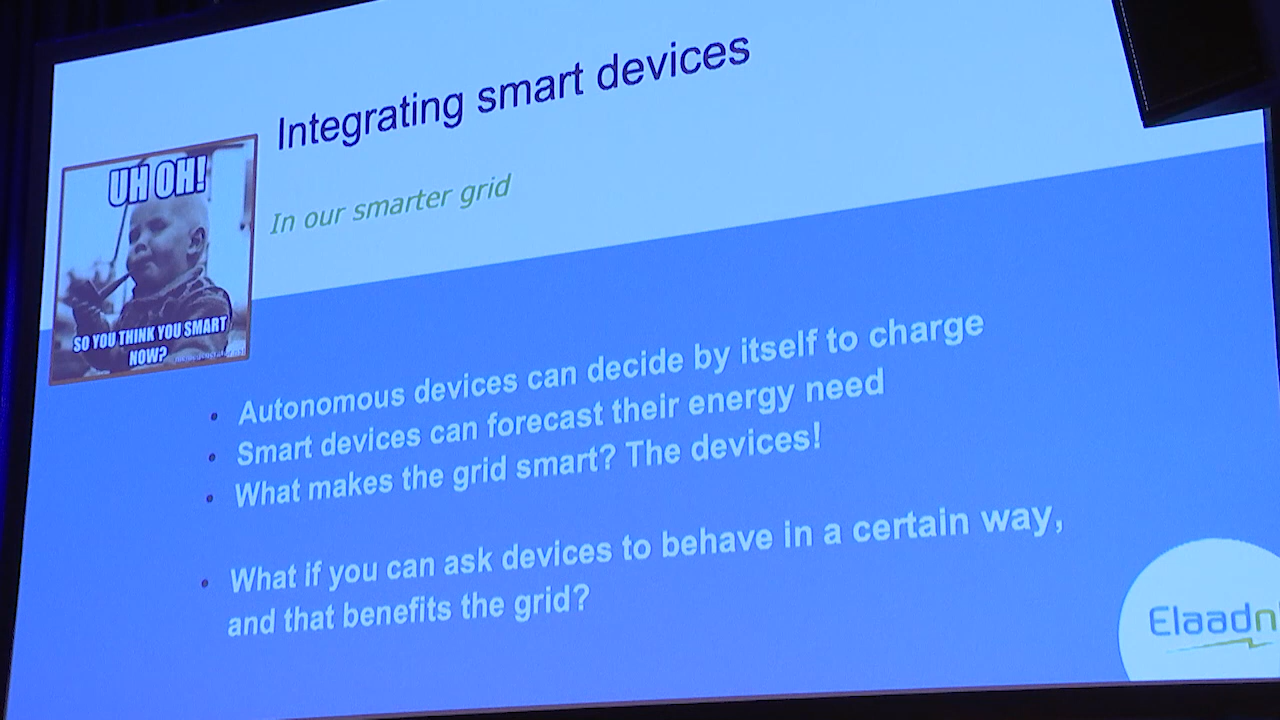 Integrating smart devices
In our smarter grid
UH OH!
SO YOU THINK YOU SMART
NOW?
• Autonomous devices can decide by itself to charge
• Smart devices can forecast their energy need
• What makes the grid smart? The devices!
• What if you can ask devices to behave in a certain way,
and that benefits the grid?
Elaadn